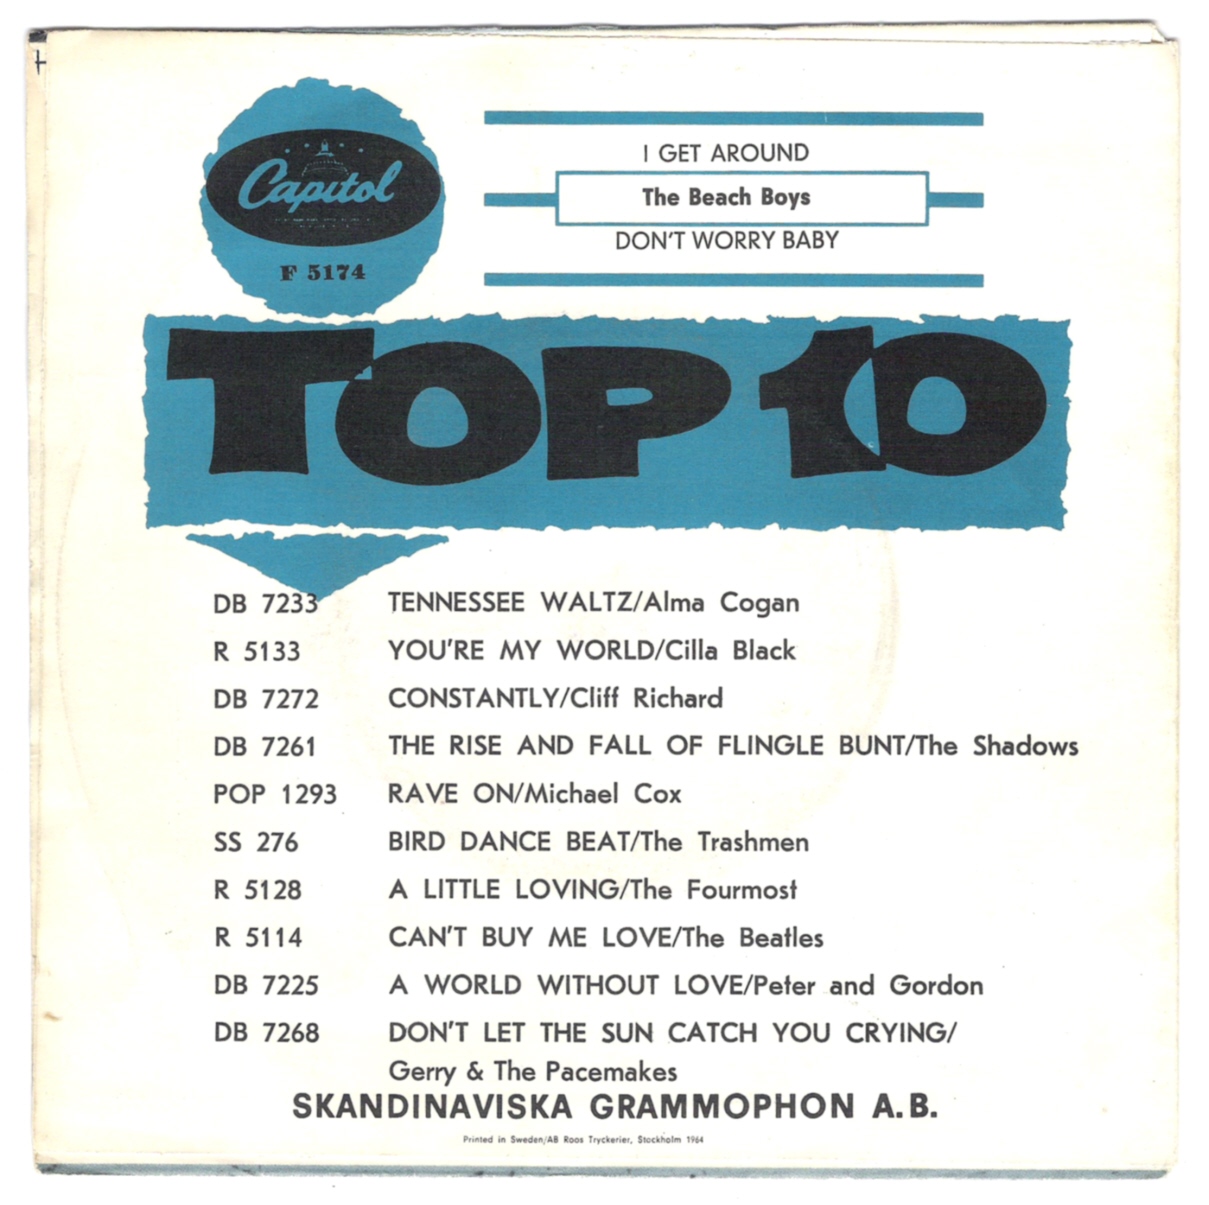 Capitol
F 5174
I GET AROUND
The Beach Boys
DON'T WORRY BABY
TOP 10
DB 7233 TENNESSEE WALTZ/Alma Cogan
R 5133 YOU'RE MY WORLD/Cilla Black
DB 7272 CONSTANTLY/Cliff Richard
DB 7261 THE RISE AND FALL OF FLINGLE BUNT/The Shadows
POP 1293 RAVE ON/Michael Cox
SS 276 BIRD DANCE BEAT/The Trashmen
R 5128 A LITTLE LOVING/The Fourmost
R 5114 CAN'T BUY ME LOVE/The Beatles
DB 7225 A WORLD WITHOUT LOVE/Peter and Gordon
DB 7268 DON'T LET THE SUN CATCH YOU CRYING/
Gerry & The Pacemakes
SKANDINAVISKA GRAMMOPHON A.B.
Printed in Sweden/AB Roos Tryckerier, Stockholm 1964